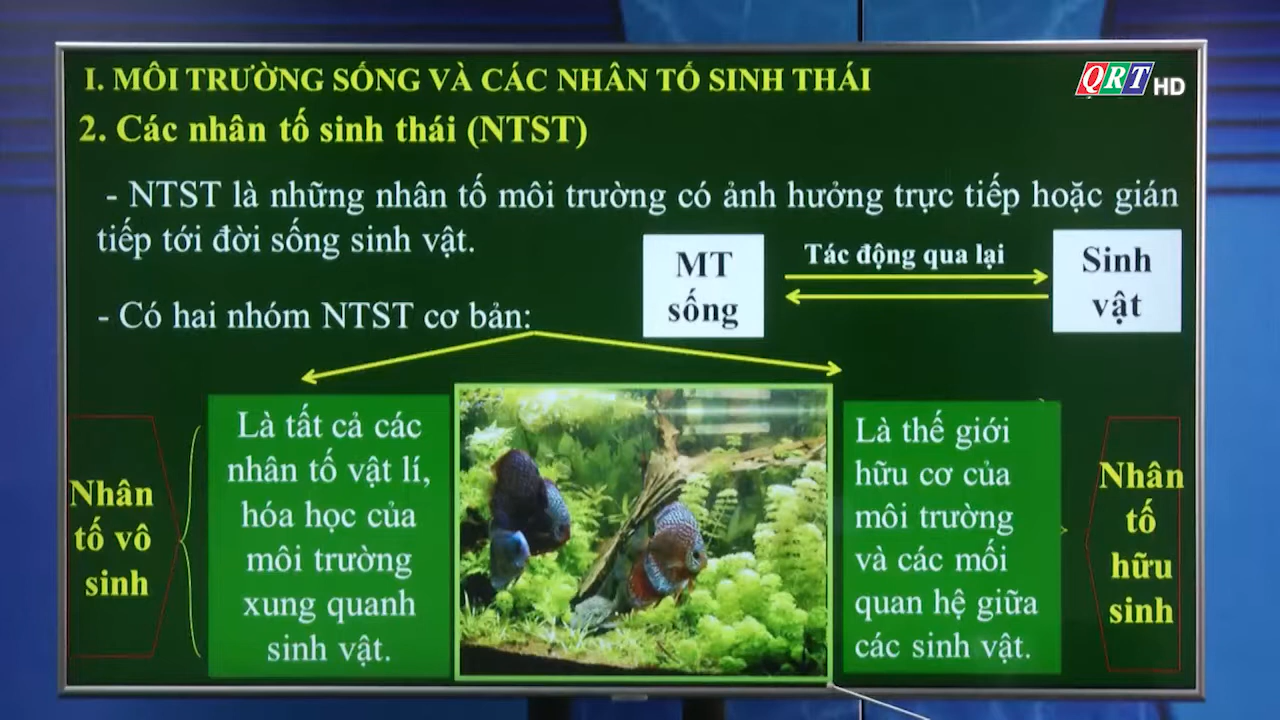 I. MÔI TRƯỜNG SỐNG VÀ CÁC NHÂN TỐ SINH THÁI
QRT HD
2. Các nhân tố sinh thái (NTST)
- NTST là những nhân tố môi trường có ảnh hưởng trực tiếp hoặc gián
tiếp tới đời sống sinh vật.
MT
sống
Tác động qua lại
Sinh
vật
- Có hai nhóm NTST cơ bản:
Nhân
tố vô
sinh
Là tất cả các
nhân tố vật lí,
hóa học của
môi trường
xung quanh
sinh vật.
Là thế giới
hữu cơ của
môi trường
và các mối
quan hệ giữa
các sinh vật.
Nhân
tố
hữu
sinh